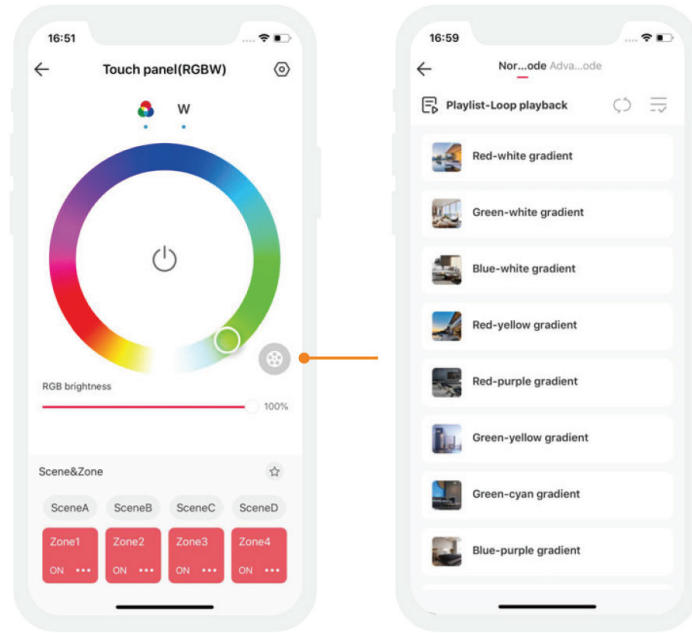 16:51
Touch panel(RGBW)
W
RGB brightness
100%
Scene&Zone
SceneA SceneB SceneC SceneD
Zone1 Zone2 Zone3 Zone4
ON ON ON ON
16:59
Nor...ode Adva...ode
Playlist-Loop playback
Red-white gradient
Green-white gradient
Blue-white gradient
Red-yellow gradient
Red-purple gradient
Green-yellow gradient
Green-cyan gradient
Blue-purple gradient